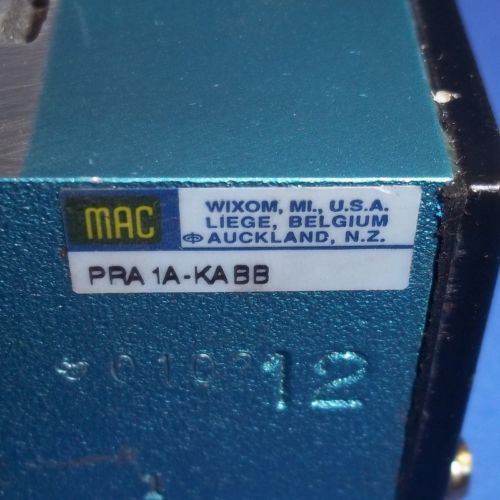 MAC
WIXOM, MI., U.S.A.
LIEGE, BELGIUM
AUCKLAND, N.Z.
PRA 1A-KABB
12